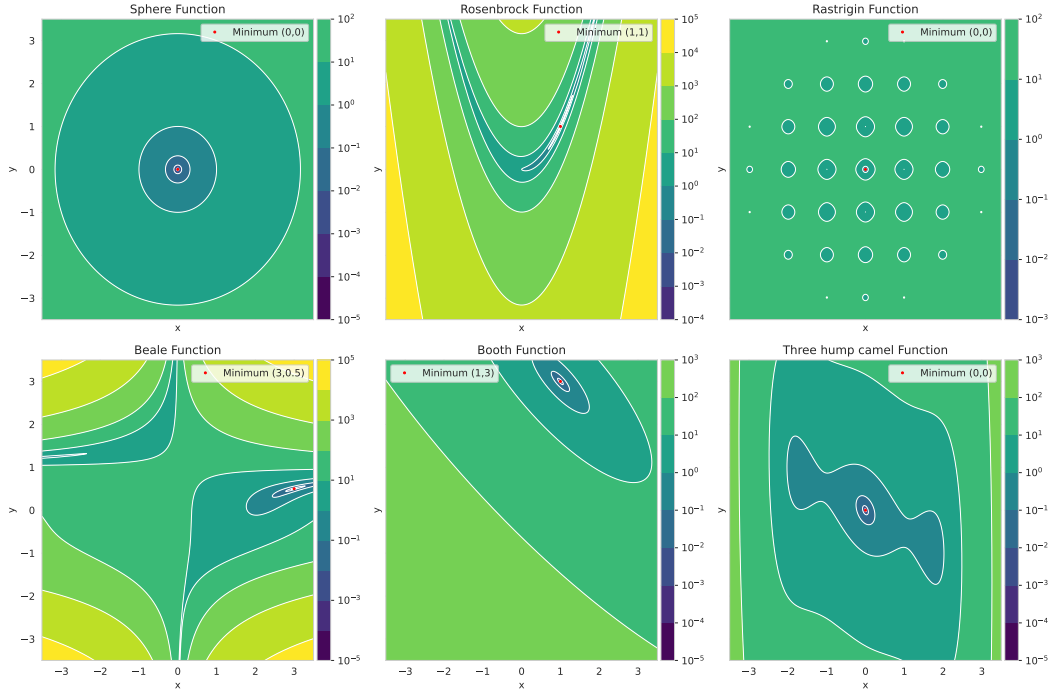 Sphere Function
Minimum (0,0)
3
2
1
0
−1
−2
−3
y
x
10^2
10^1
10^0
10^-1
10^-2
10^-3
10^-4
10^-5
Rosenbrock Function
Minimum (1,1)
y
x
10^5
10^4
10^3
10^2
10^1
10^0
10^-1
10^-2
10^-3
10^-4
Rastrigin Function
Minimum (0,0)
y
x
10^2
10^1
10^0
10^-1
10^-2
10^-3
Beale Function
Minimum (3,0.5)
3
2
1
0
−1
−2
−3
y
−3 −2 −1 0 1 2 3
x
10^5
10^3
10^1
10^-1
10^-3
10^-5
Booth Function
Minimum (1,3)
y
−3 −2 −1 0 1 2 3
x
10^3
10^2
10^1
10^0
10^-1
10^-2
10^-3
10^-4
10^-5
Three hump camel Function
Minimum (0,0)
y
−3 −2 −1 0 1 2 3
x
10^3
10^2
10^1
10^0
10^-1
10^-2
10^-3
10^-4
10^-5